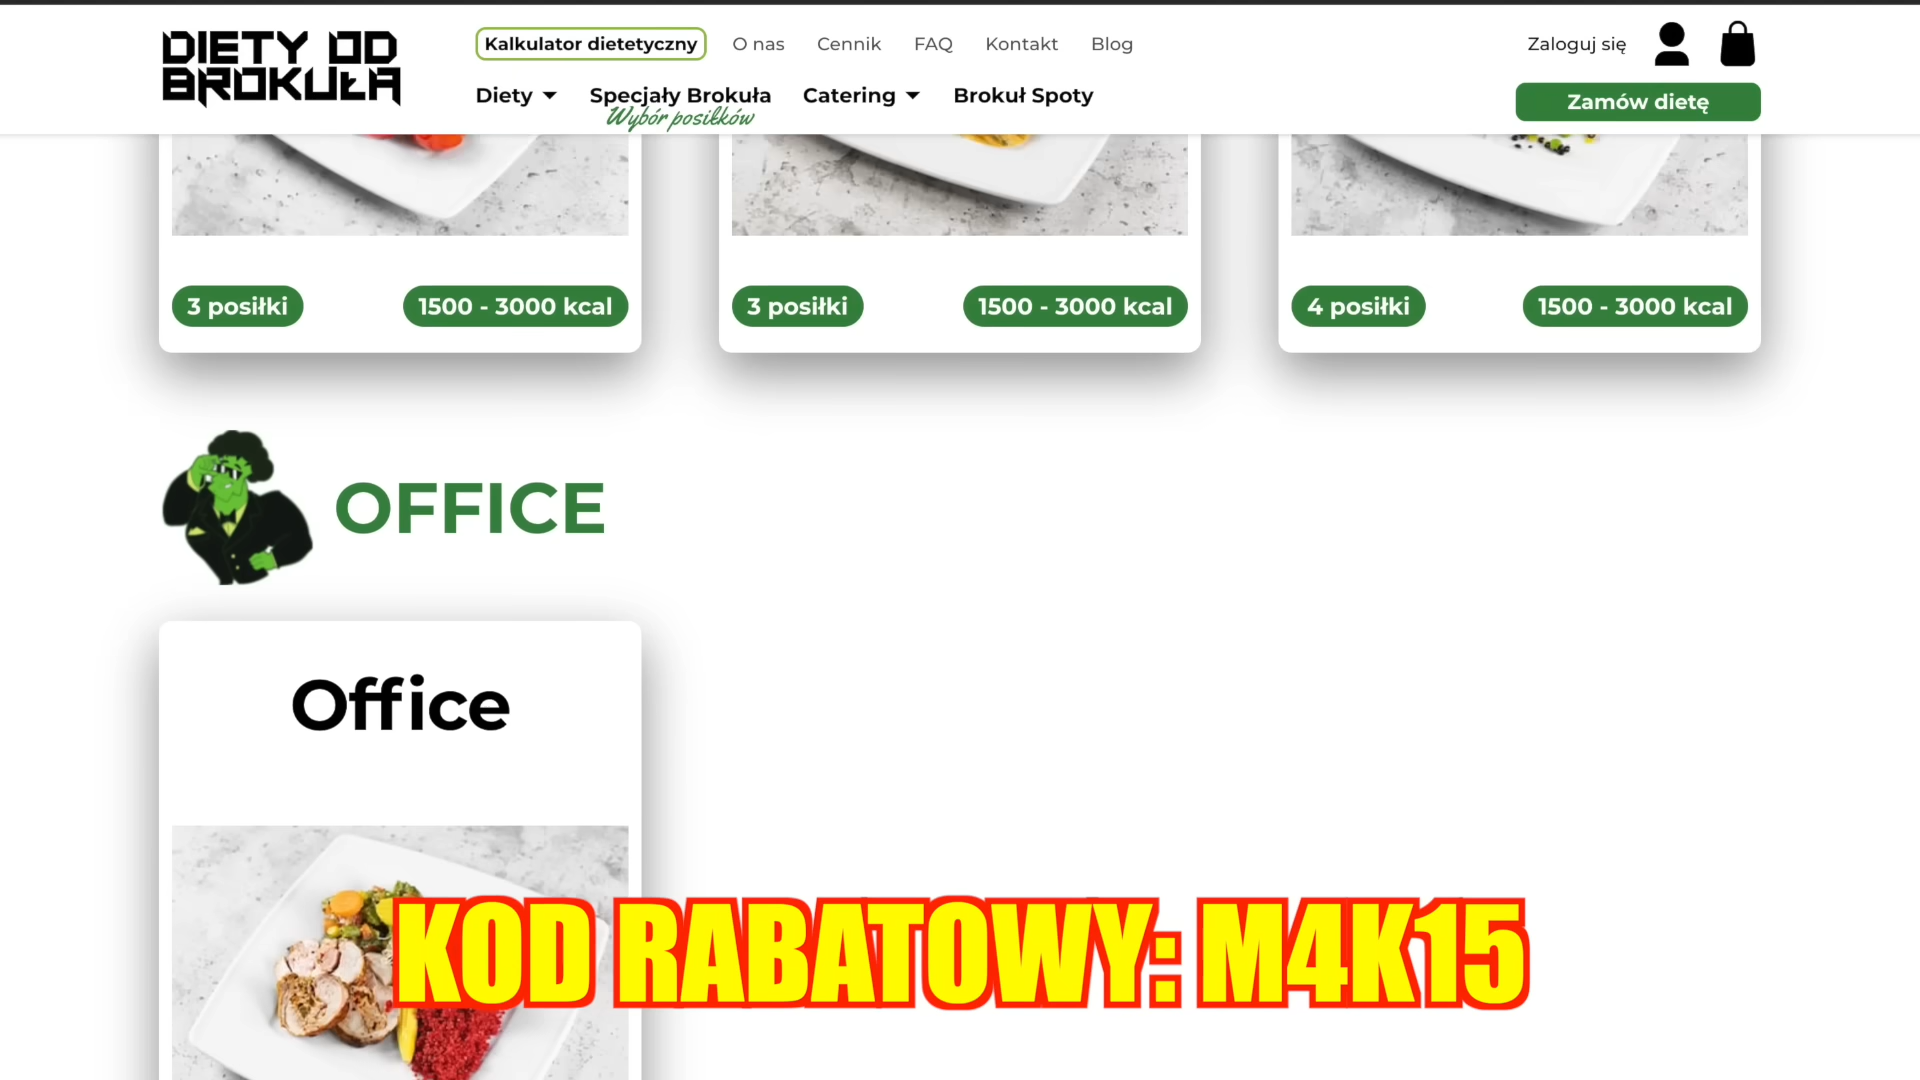 DIETY OD
BROKUŁA
Kalkulator dietetyczny
O nas
Cennik
FAQ
Kontakt
Blog
Zaloguj się
Diety
Specjały Brokuła
Wybór posiłków
Catering
Brokuł Spoty
Zamów dietę
3 posiłki
1500 - 3000 kcal
3 posiłki
1500 - 3000 kcal
4 posiłki
1500 - 3000 kcal
OFFICE
Office
KOD RABATOWY: M4K15